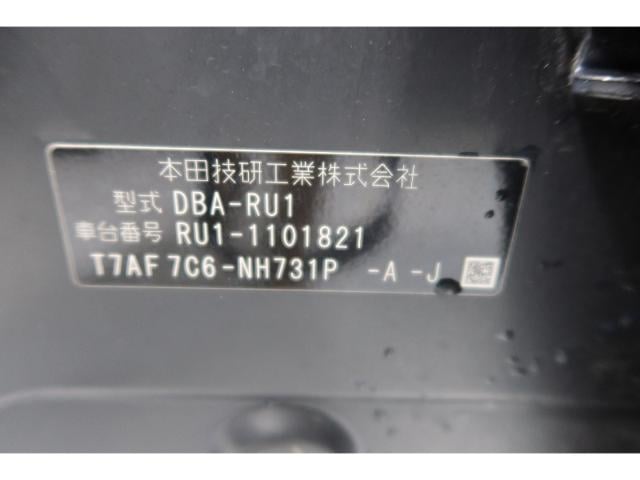 本田技研工業株式会社
型式 DBA-RU1
車台番号 RU1-1101821
T7AF 7C6-NH731P -A -J